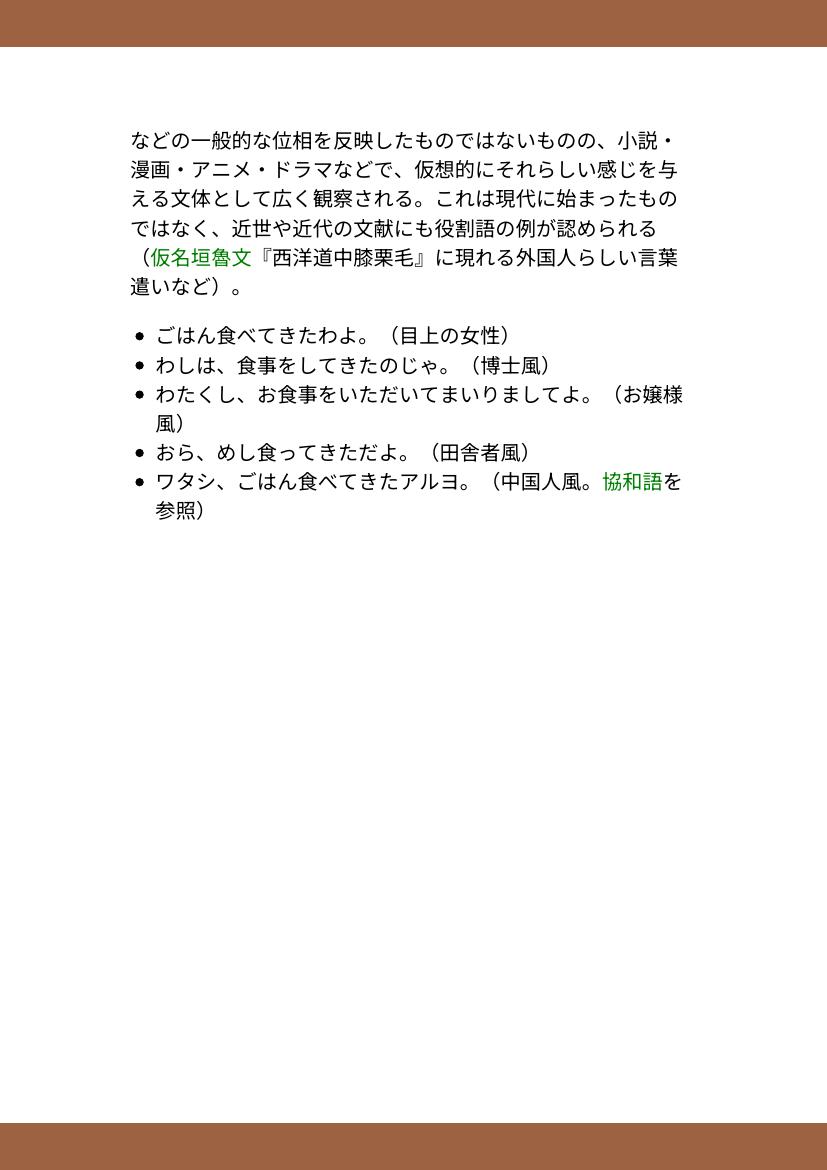 などの一般的な位相を反映したものではないものの、小説・
漫画・アニメ・ドラマなどで、仮想的にそれらしい感じを与
える文体として広く観察される。これは現代に始まったもの
ではなく、近世や近代の文献にも役割語の例が認められる
（仮名垣魯文『西洋道中膝栗毛』に現れる外国人らしい言葉
遣いなど）。
• ごはん食べてきたわよ。（目上の女性）
• わしは、食事をしてきたのじゃ。（博士風）
• わたくし、お食事をいただいてまいりましてよ。（お嬢様
風）
• おら、めし食ってきただよ。（田舎者風）
• ワタシ、ごはん食べてきたアルヨ。（中国人風。協和語を
参照）